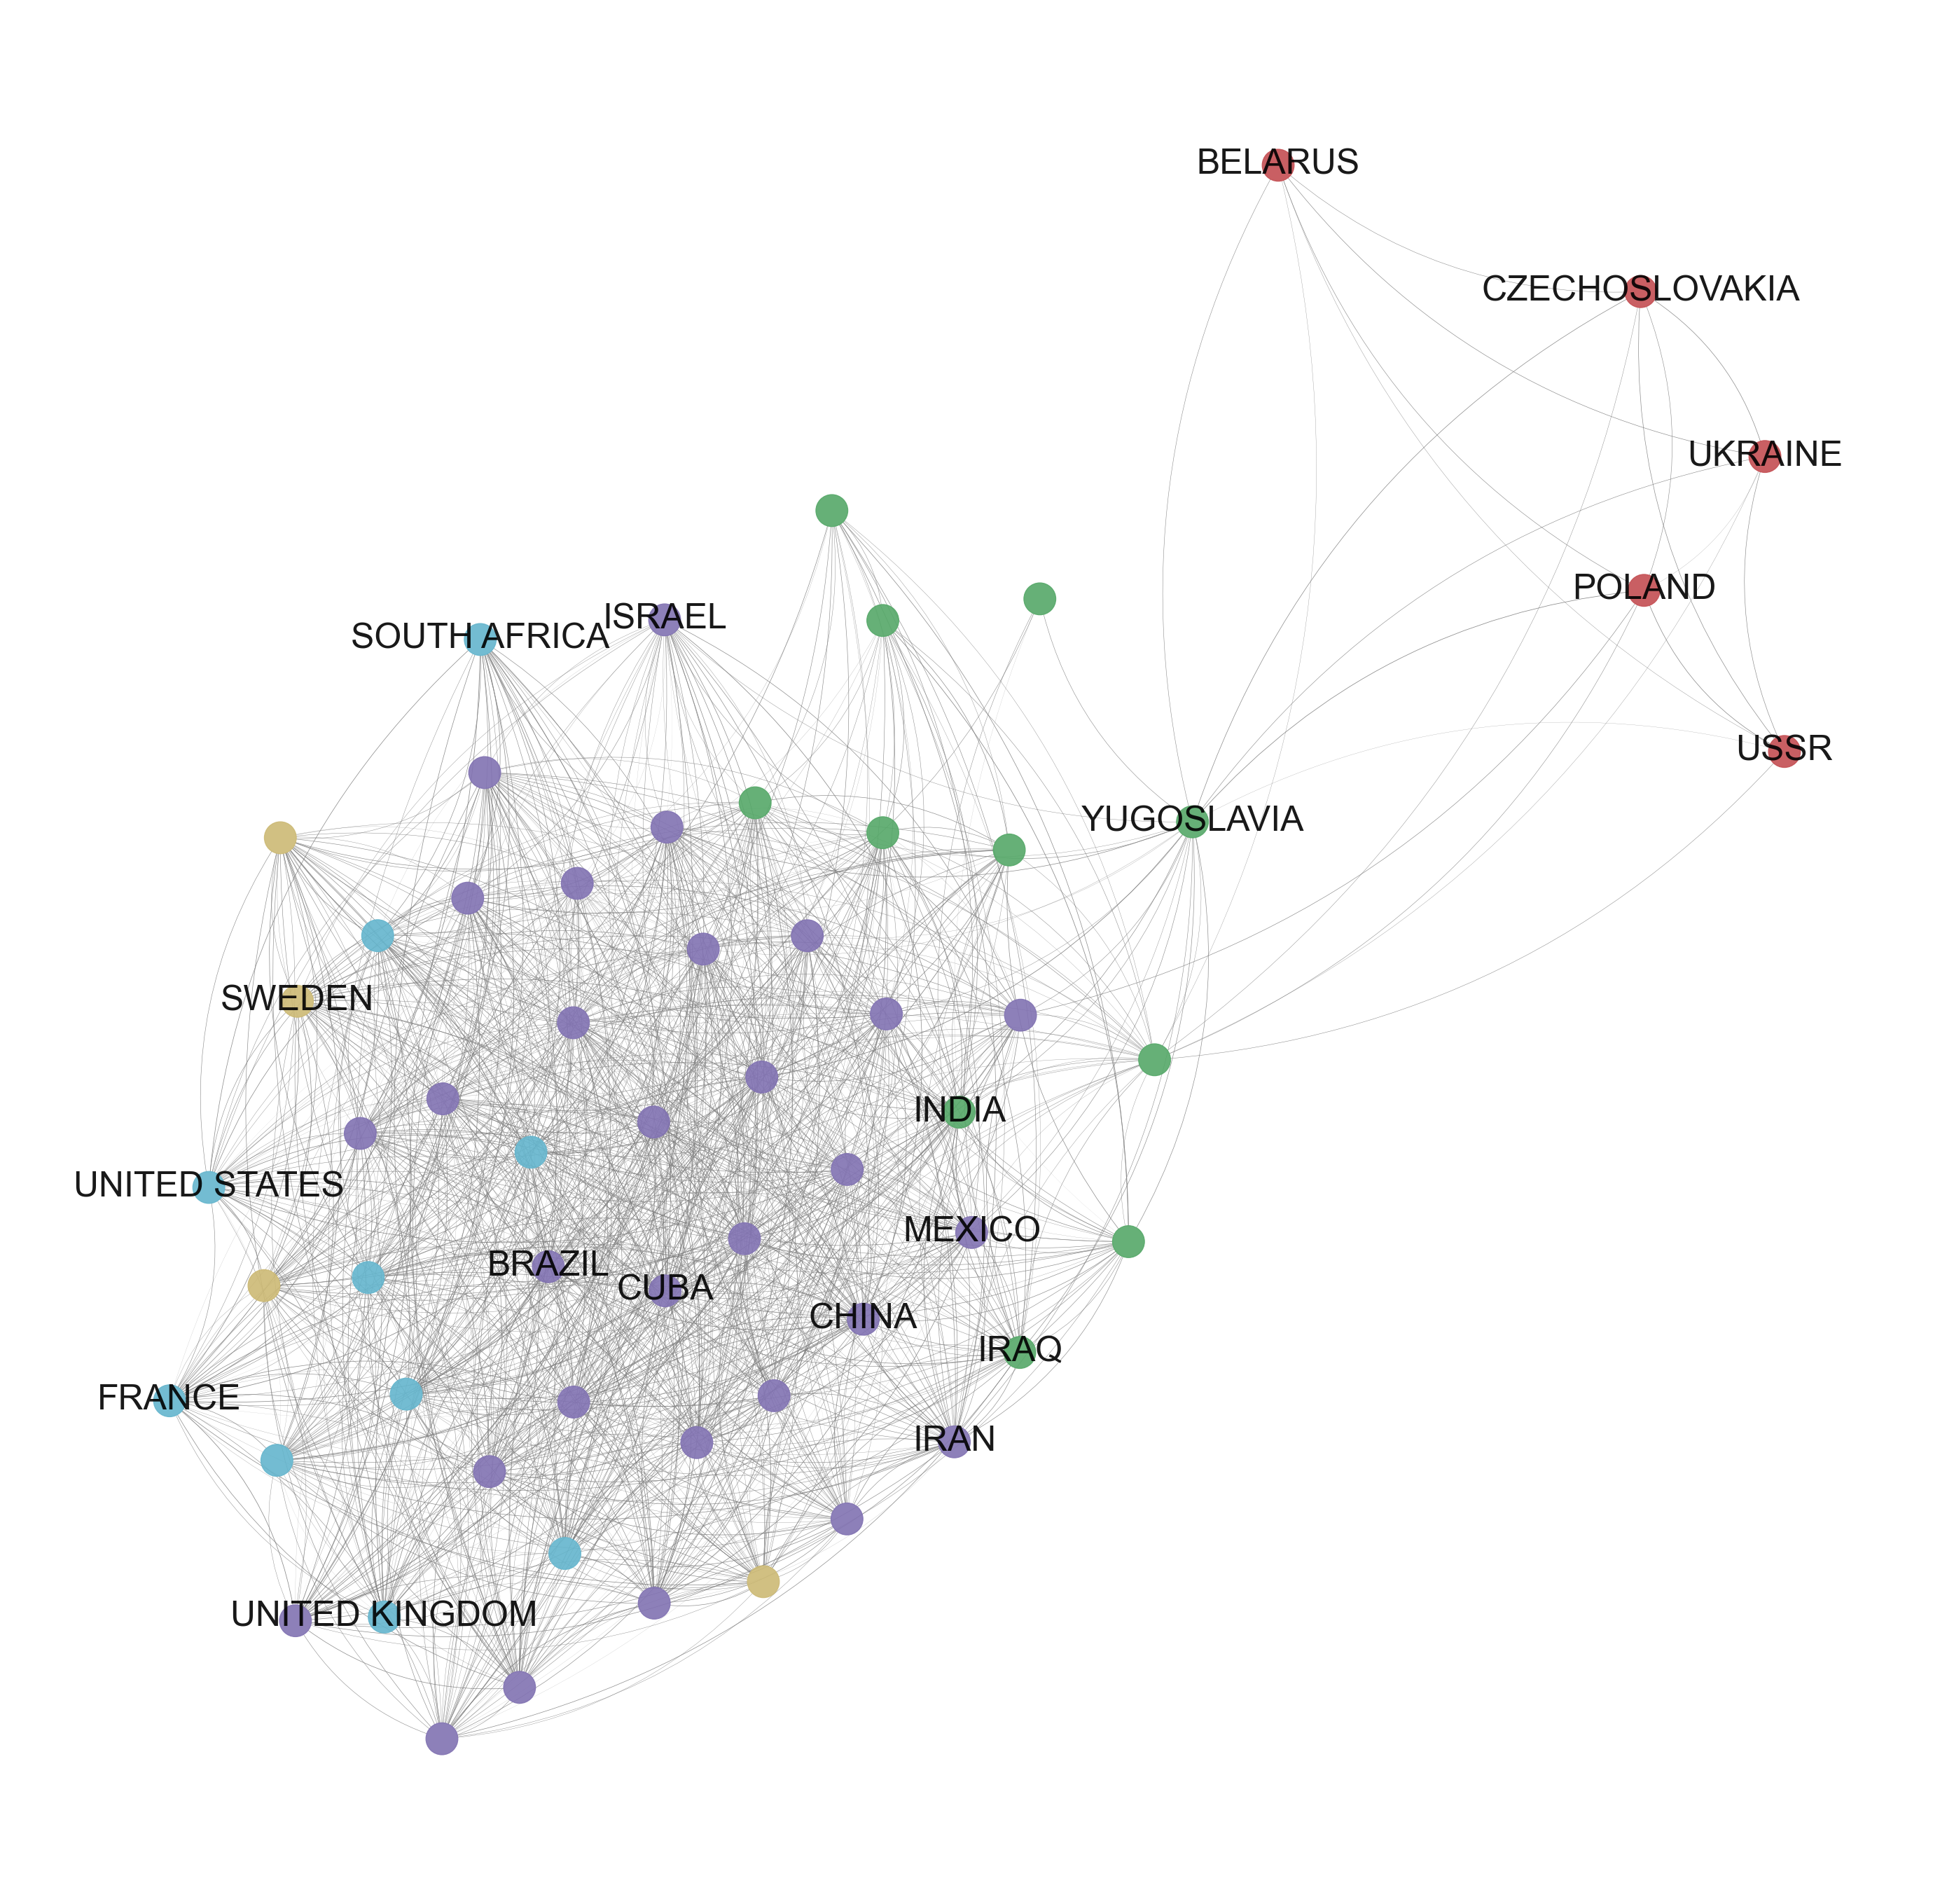 BELARUS
CZECHOSLOVAKIA
UKRAINE
POLAND
ISRAEL
SOUTH AFRICA
USSR
YUGOSLAVIA
SWEDEN
INDIA
UNITED STATES
MEXICO
BRAZIL
CUBA
CHINA
IRAQ
FRANCE
IRAN
UNITED KINGDOM